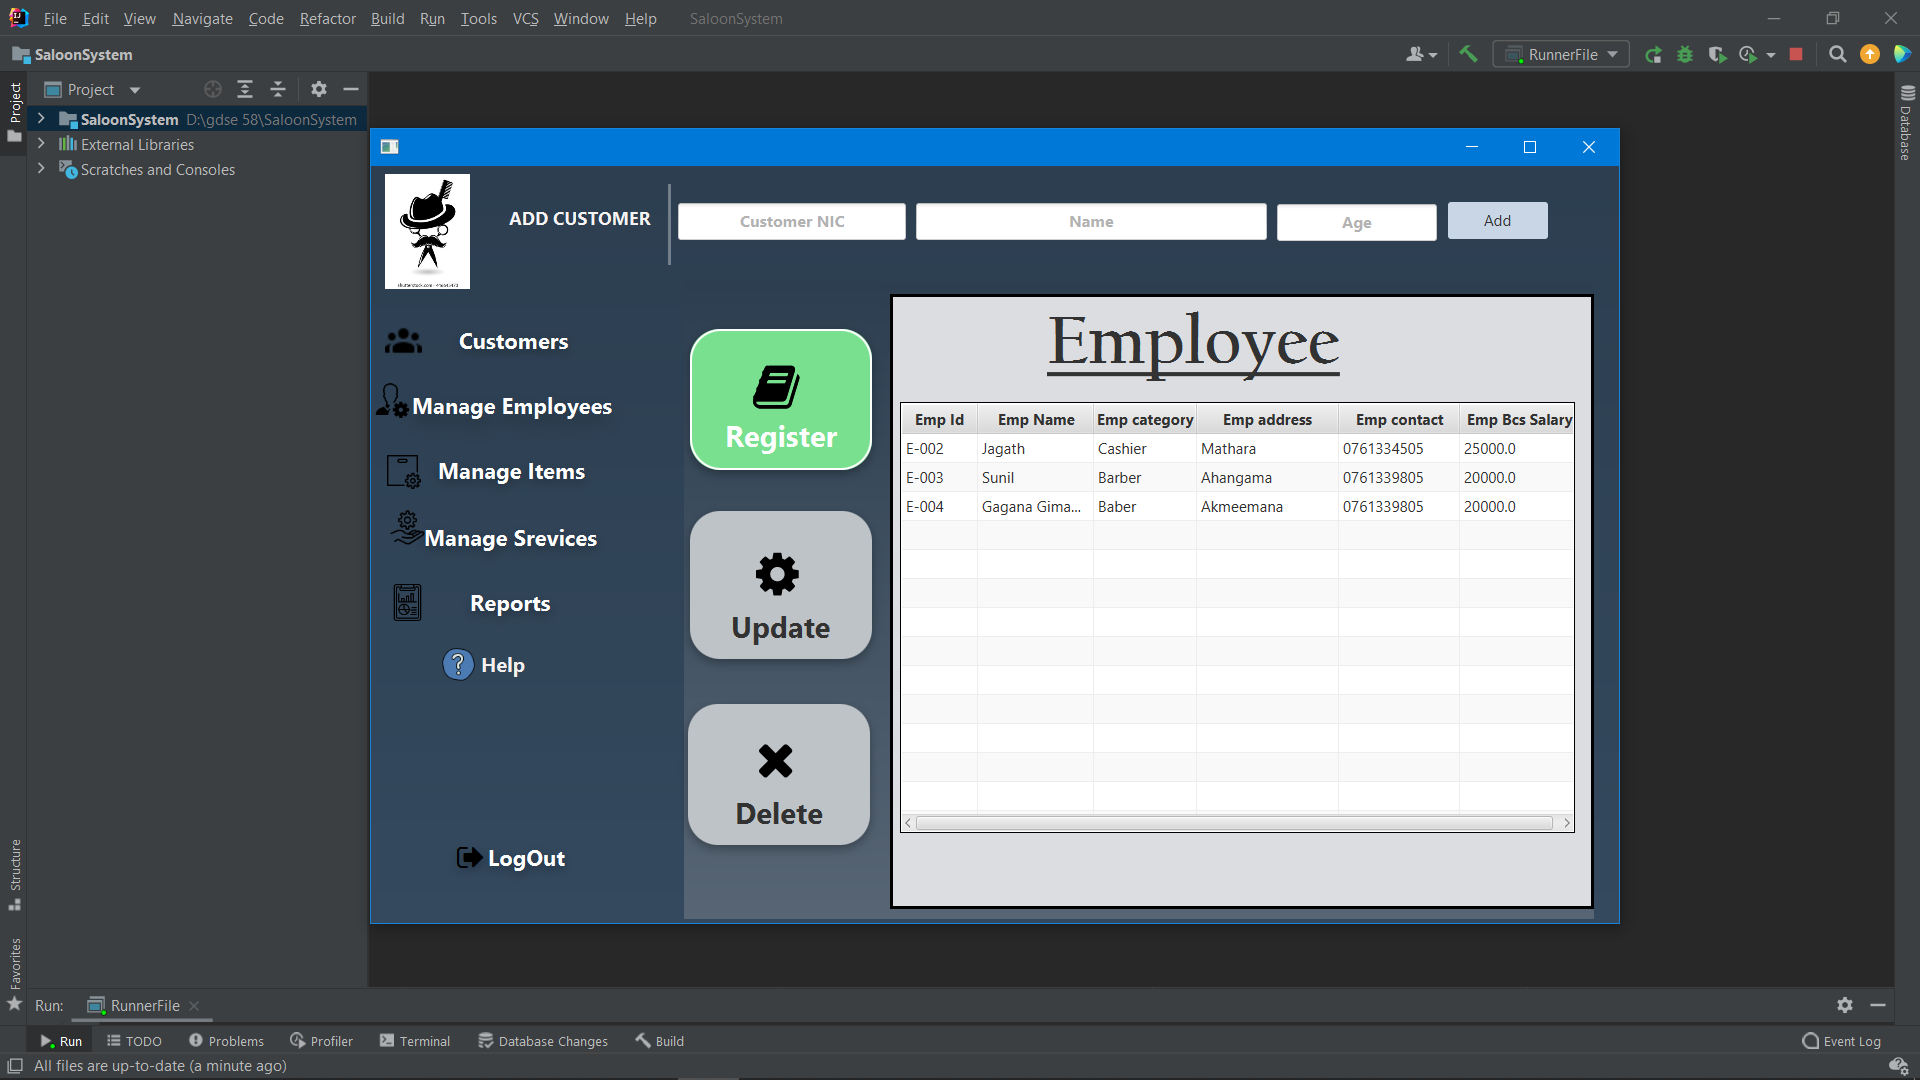 File Edit View Navigate Code Refactor Build Run Tools VCS Window Help SaloonSystem
SaloonSystem
RunnerFile
Project
Project
SaloonSystem D:\gdse 58\SaloonSystem
External Libraries
Scratches and Consoles
Database
ADD CUSTOMER
Customer NIC
Name
Age
Add
Customers
Manage Employees
Manage Items
Manage Srevices
Reports
? Help
LogOut
Register
Update
Delete
Employee
Emp Id Emp Name Emp category Emp address Emp contact Emp Bcs Salary
E-002 Jagath Cashier Mathara 0761334505 25000.0
E-003 Sunil Barber Ahangama 0761339805 20000.0
E-004 Gagana Gima... Baber Akmeemana 0761339805 20000.0
Structure
Favorites
Run: RunnerFile
Run TODO Problems Profiler Terminal Database Changes Build Event Log
All files are up-to-date (a minute ago)